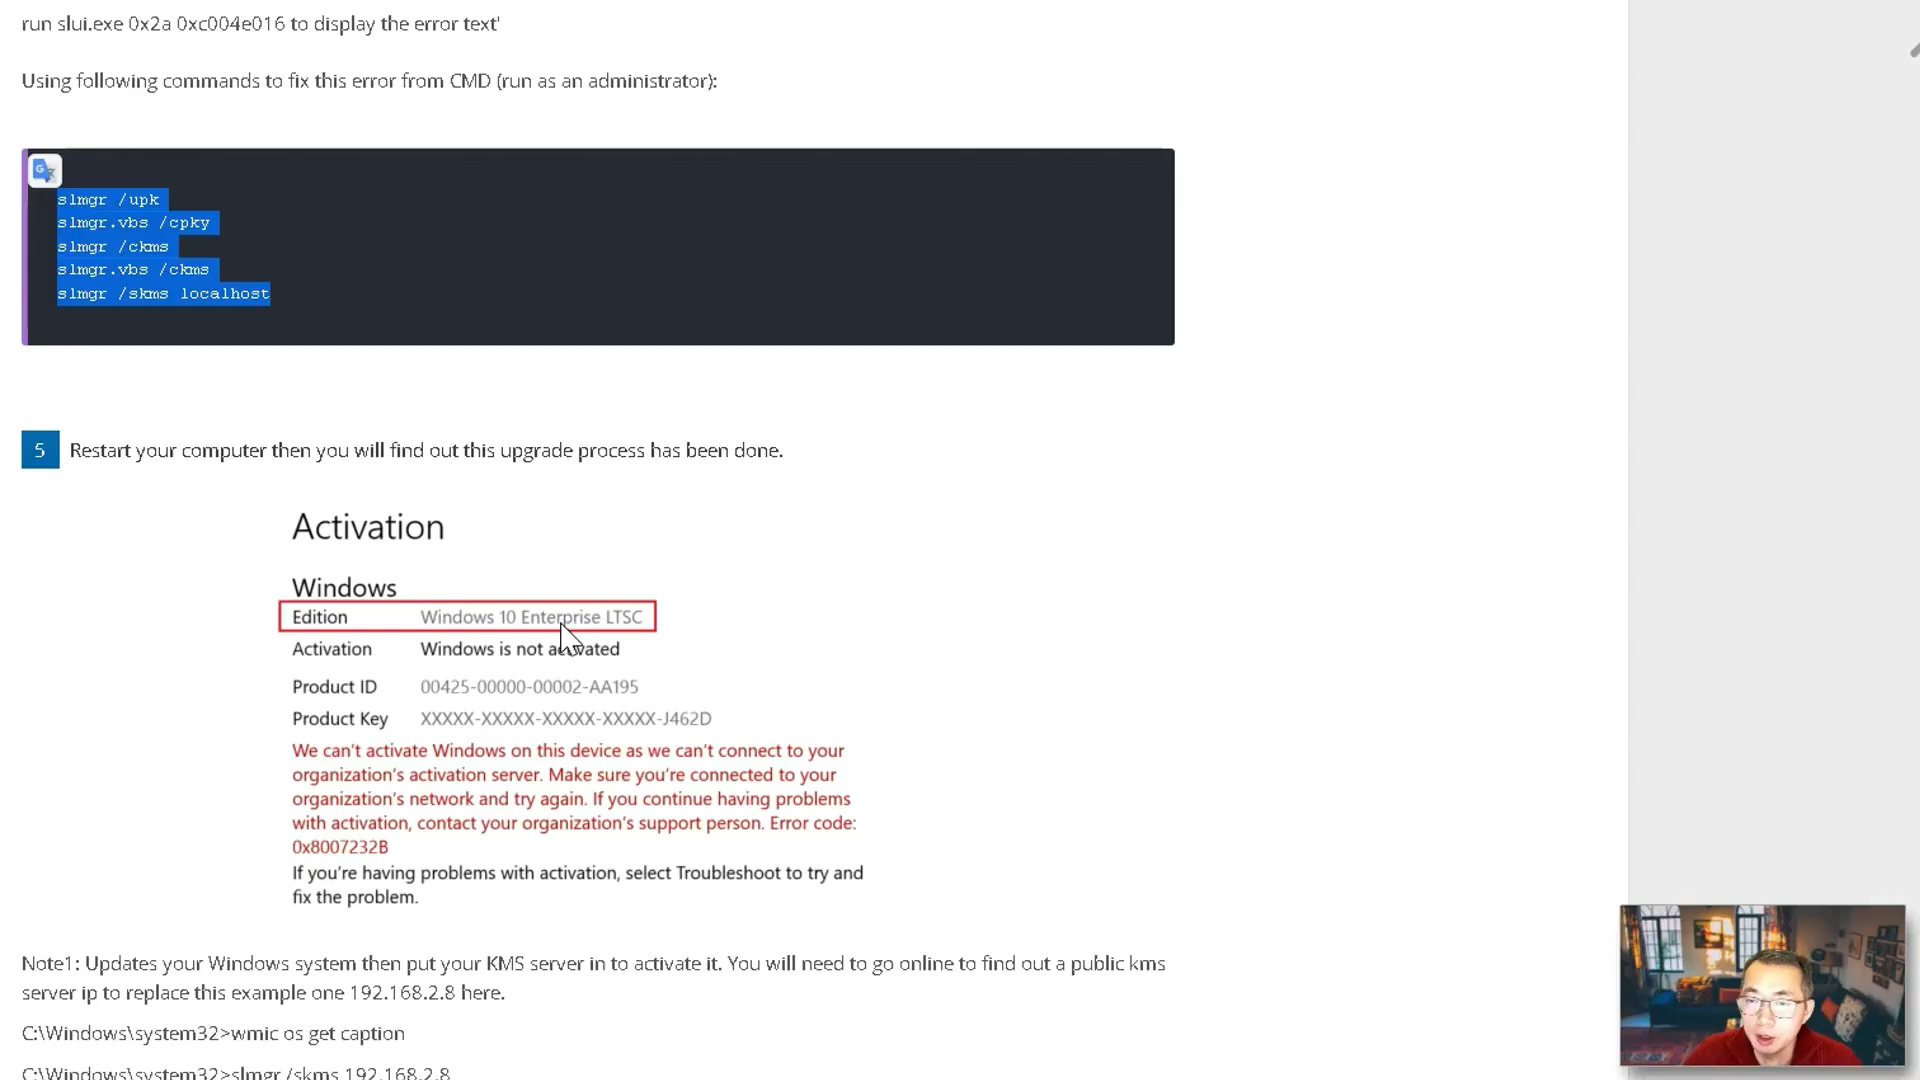 run slui.exe 0x2a 0xc004e016 to display the error text'
Using following commands to fix this error from CMD (run as an administrator):
slmgr /upk
slmgr.vbs /cpky
slmgr /ckms
slmgr.vbs /ckms
slmgr /skms localhost
5 Restart your computer then you will find out this upgrade process has been done.
Activation
Windows
Edition Windows 10 Enterprise LTSC
Activation Windows is not activated
Product ID 00425-00000-00002-AA195
Product Key XXXXX-XXXXX-XXXXX-XXXXX-J462D
We can't activate Windows on this device as we can't connect to your
organization's activation server. Make sure you're connected to your
organization's network and try again. If you continue having problems
with activation, contact your organization's support person. Error code:
0x8007232B
If you're having problems with activation, select Troubleshoot to try and
fix the problem.
Note1: Updates your Windows system then put your KMS server in to activate it. You will need to go online to find out a public kms
server ip to replace this example one 192.168.2.8 here.
C:\Windows\system32>wmic os get caption
C:\Windows\system32>slmgr /skms 192.168.2.8